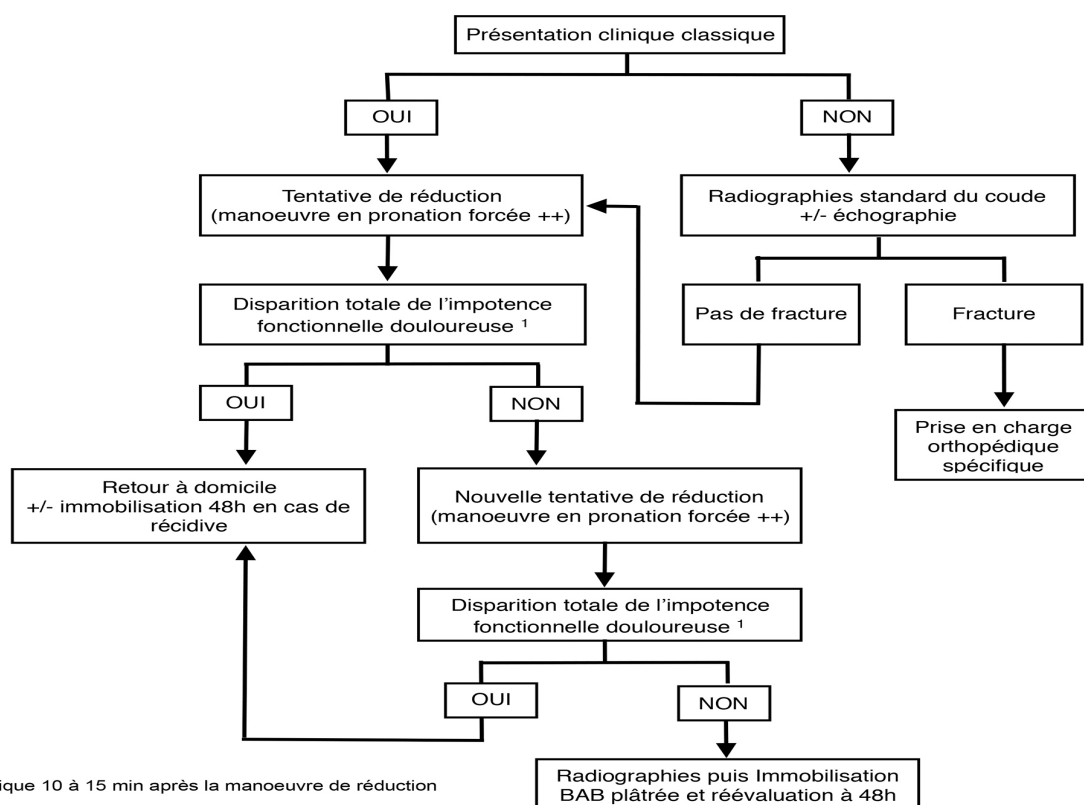 Présentation clinique classique
OUI
NON
Tentative de réduction
(manoeuvre en pronation forcée ++)
Radiographies standard du coude
+/- échographie
Disparition totale de l'impotence
fonctionnelle douloureuse ¹
Pas de fracture
Fracture
OUI
NON
Prise en charge
orthopédique
spécifique
Retour à domicile
+/- immobilisation 48h en cas de
récidive
Nouvelle tentative de réduction
(manoeuvre en pronation forcée ++)
Disparition totale de l'impotence
fonctionnelle douloureuse ¹
OUI
NON
10 à 15 min après la manoeuvre de réduction
Radiographies puis Immobilisation
BAB plâtrée et réévaluation à 48h